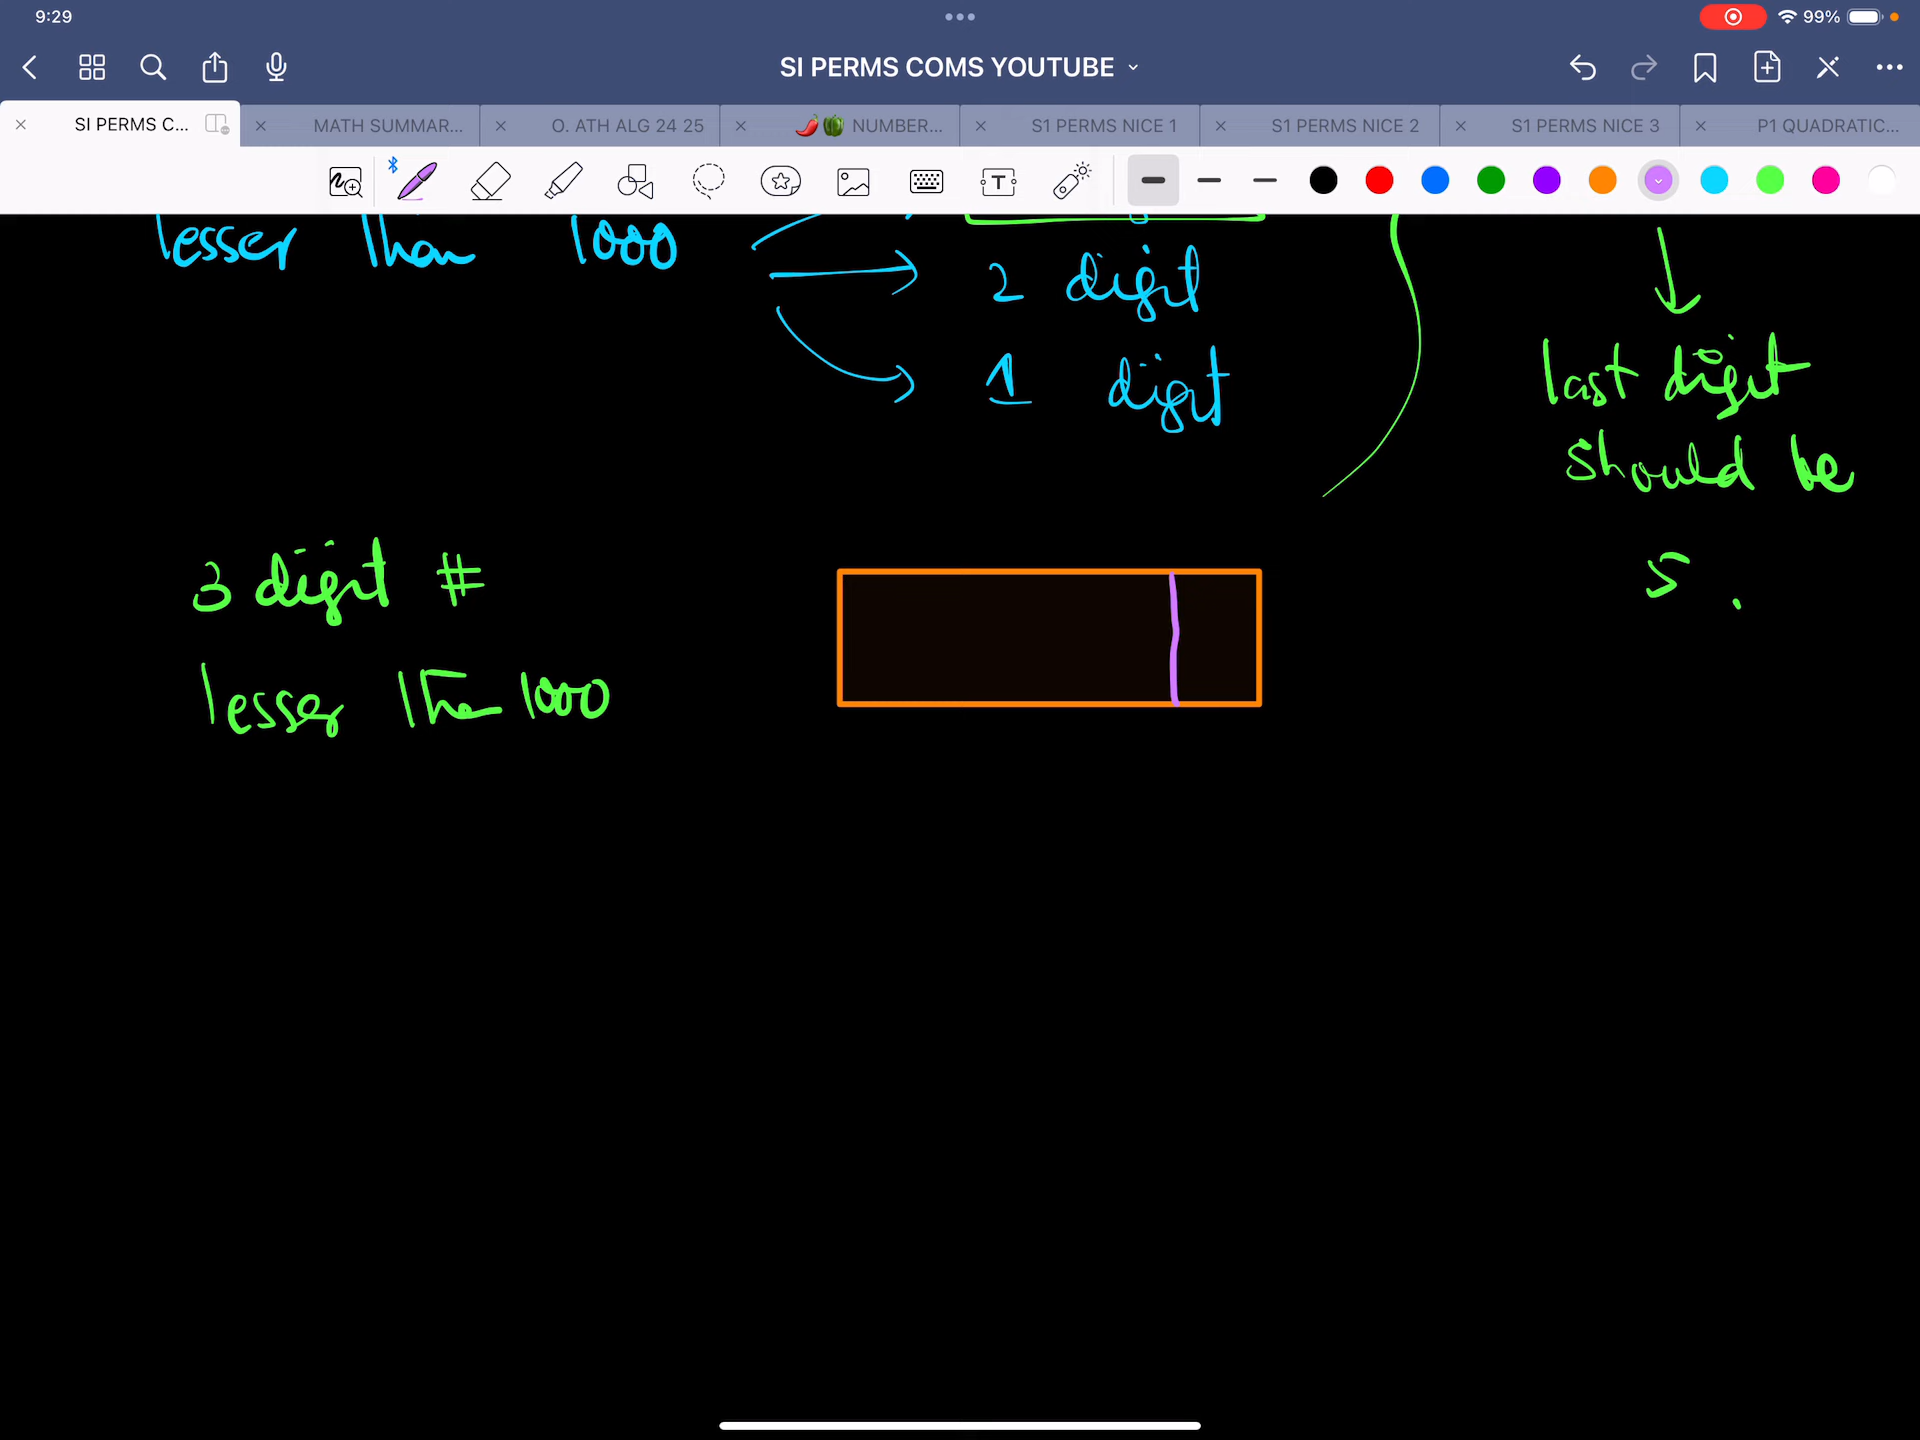 9:29
99%
SI PERMS COMS YOUTUBE
SI PERMS C...
MATH SUMMAR...
O. ATH ALG 24 25
🌶️🫑 NUMBER...
S1 PERMS NICE 1
S1 PERMS NICE 2
S1 PERMS NICE 3
P1 QUADRATIC...
T
lesser than 1000
2 digit
1 digit
last digit
should be
5.
3 digit #
lesser than 1000